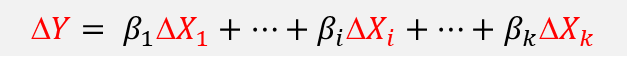 ΔY = β₁ΔX₁ + ⋯ + βᵢΔXᵢ + ⋯ + βₖΔXₖ